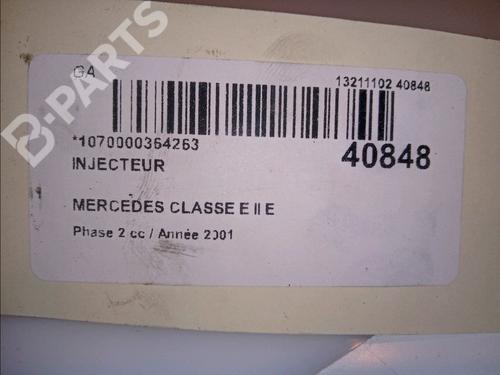 B-PARTS
GA
13211102 40848
*1070000364263
40848
INJECTEUR
MERCEDES CLASSE E II E
Phase 2 cc / Année 2001